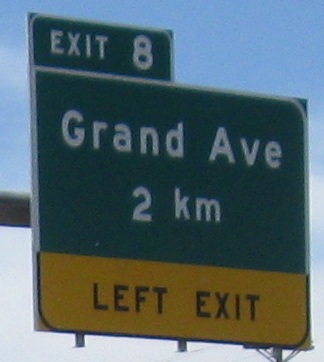 EXIT 8
Grand Ave
2 km
LEFT EXIT